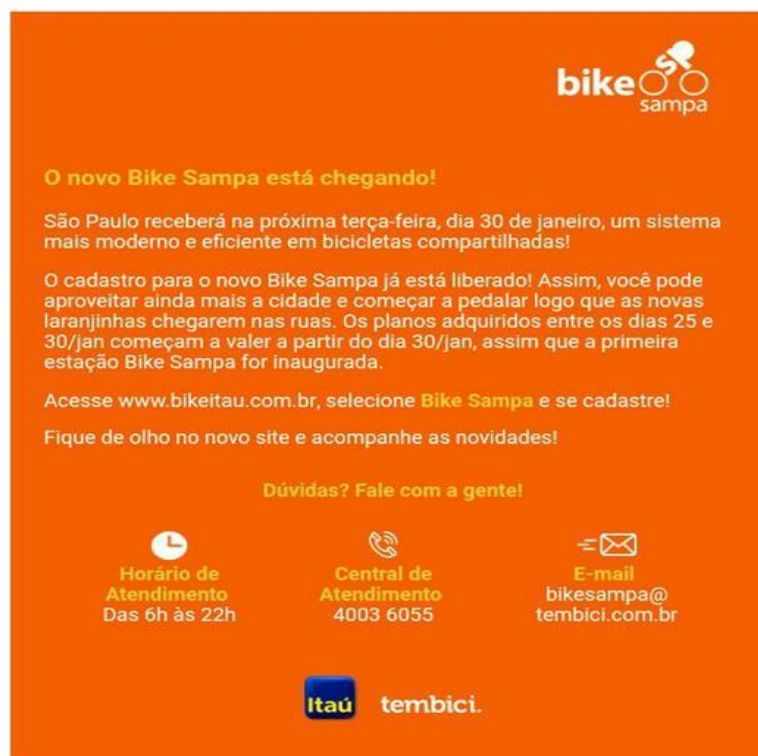 bike
sampa
O novo Bike Sampa está chegando!
São Paulo receberá na próxima terça-feira, dia 30 de janeiro, um sistema
mais moderno e eficiente em bicicletas compartilhadas!
O cadastro para o novo Bike Sampa já está liberado! Assim, você pode
aproveitar ainda mais a cidade e começar a pedalar logo que as novas
laranjinhas chegarem nas ruas. Os planos adquiridos entre os dias 25 e
30/jan começam a valer a partir do dia 30/jan, assim que a primeira
estação Bike Sampa for inaugurada.
Acesse www.bikeitau.com.br, selecione Bike Sampa e se cadastre!
Fique de olho no novo site e acompanhe as novidades!
Dúvidas? Fale com a gente!
Horário de
Atendimento
Das 6h às 22h
Central de
Atendimento
4003 6055
E-mail
bikesampa@
tembici.com.br
Itaú
tembici.